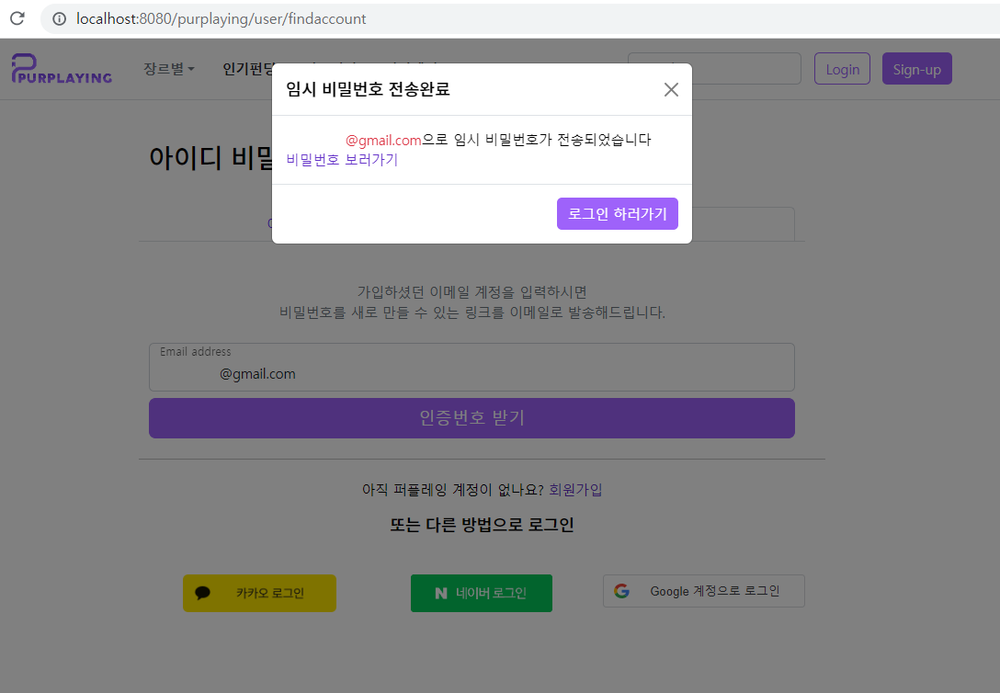 localhost:8080/purplaying/user/findaccount
PURPLAYING
장르별
인기펀딩
Login
Sign-up
임시 비밀번호 전송완료
@gmail.com으로 임시 비밀번호가 전송되었습니다
비밀번호 보러가기
로그인 하러가기
아이디
가입하셨던 이메일 계정을 입력하시면
비밀번호를 새로 만들 수 있는 링크를 이메일로 발송해드립니다.
Email address
@gmail.com
인증번호 받기
아직 퍼플레잉 계정이 없나요? 회원가입
또는 다른 방법으로 로그인
카카오 로그인
N 네이버 로그인
G Google 계정으로 로그인